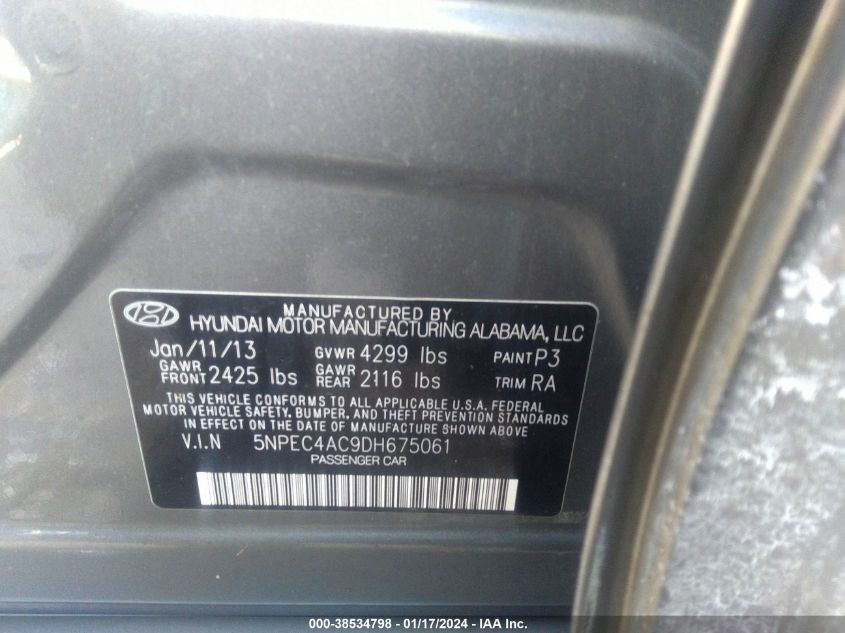 MANUFACTURED BY
HYUNDAI MOTOR MANUFACTURING ALABAMA, LLC
Jan/11/13 GVWR 4299 lbs PAINT P3
GAWR FRONT 2425 lbs GAWR REAR 2116 lbs TRIM RA
THIS VEHICLE CONFORMS TO ALL APPLICABLE U.S.A. FEDERAL
MOTOR VEHICLE SAFETY, BUMPER, AND THEFT PREVENTION STANDARDS
IN EFFECT ON THE DATE OF MANUFACTURE SHOWN ABOVE
V.I.N 5NPEC4AC9DH675061
PASSENGER CAR
000-38534798 - 01/17/2024 - IAA Inc.